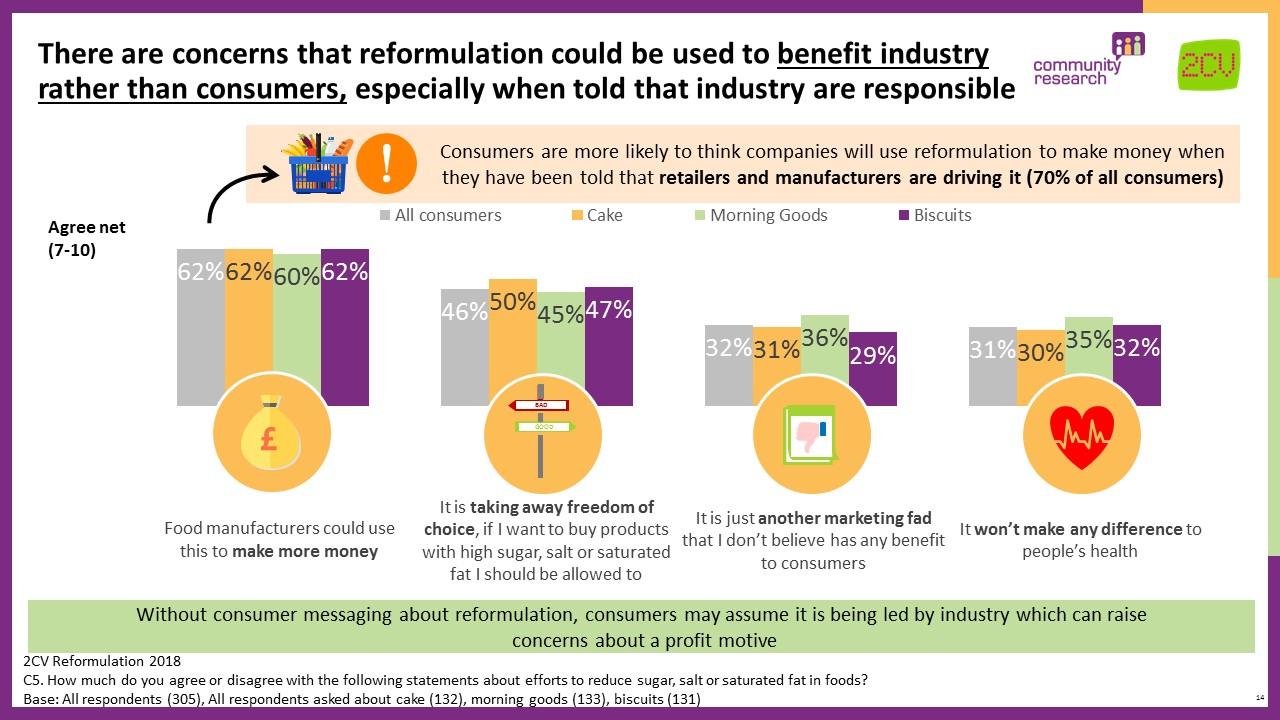 There are concerns that reformulation could be used to benefit industry
rather than consumers, especially when told that industry are responsible
community
research
2CV
Consumers are more likely to think companies will use reformulation to make money when
they have been told that retailers and manufacturers are driving it (70% of all consumers)
All consumers
Cake
Morning Goods
Biscuits
Agree net
(7-10)
62%
62%
60%
62%
46%
50%
45%
47%
32%
31%
36%
29%
31%
30%
35%
32%
£
BAD
GOOD
Food manufacturers could use
this to make more money
It is taking away freedom of
choice, if I want to buy products
with high sugar, salt or saturated
fat I should be allowed to
It is just another marketing fad
that I don't believe has any benefit
to consumers
It won't make any difference to
people's health
Without consumer messaging about reformulation, consumers may assume it is being led by industry which can raise
concerns about a profit motive
2CV Reformulation 2018
C5. How much do you agree or disagree with the following statements about efforts to reduce sugar, salt or saturated fat in foods?
Base: All respondents (305), All respondents asked about cake (132), morning goods (133), biscuits (131)
14